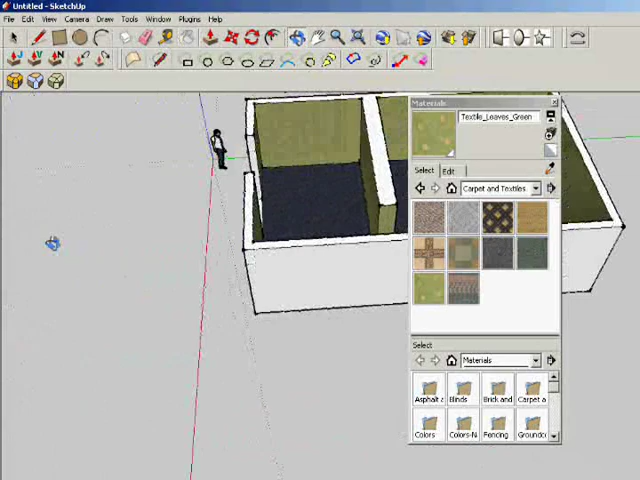 Untitled - SketchUp
File Edit View Camera Draw Tools Window Plugins Help
Materials
Textile_Leaves_Green
Select Edit
Carpet and Textiles
Select
Materials
Asphalt a Blinds Brick and Carpet a
Colors Colors-N Fencing Groundc